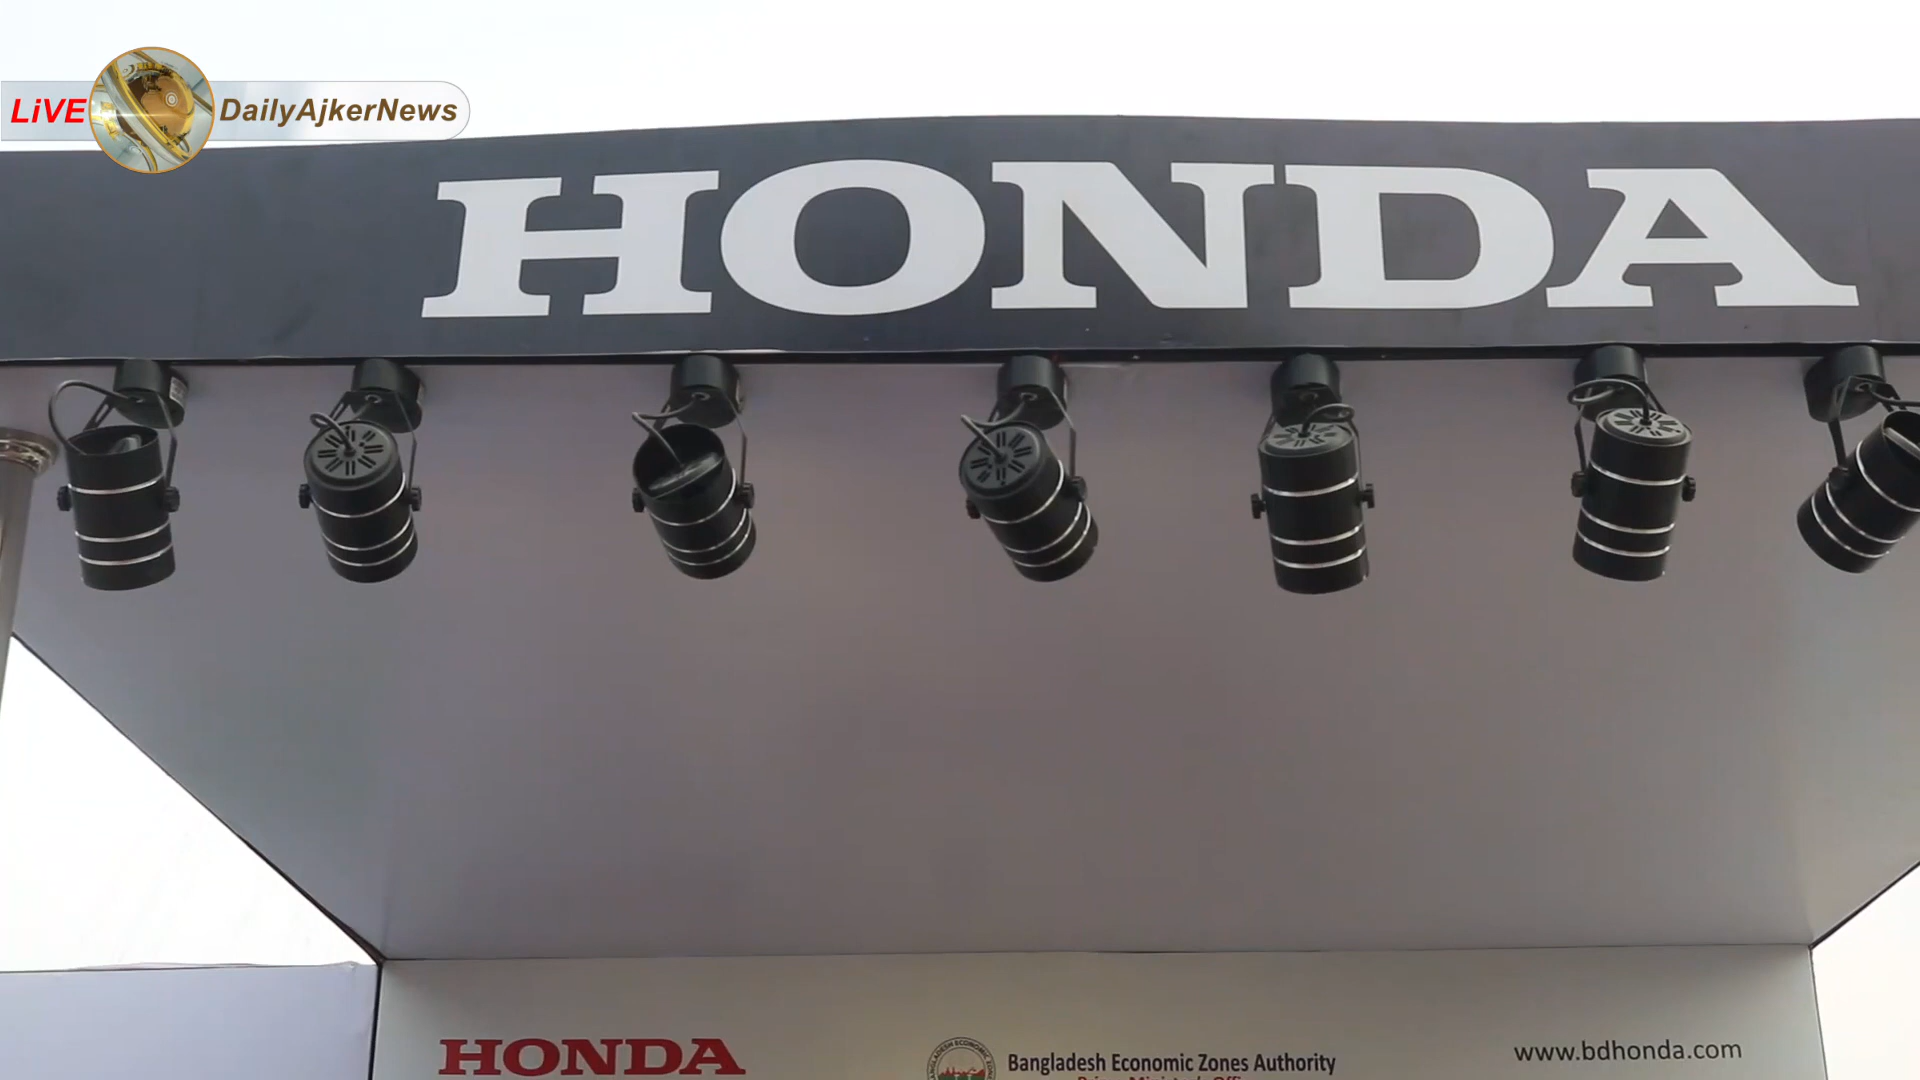 LiVE DailyAjkerNews
HONDA
HONDA
Bangladesh Economic Zones Authority
www.bdhonda.com